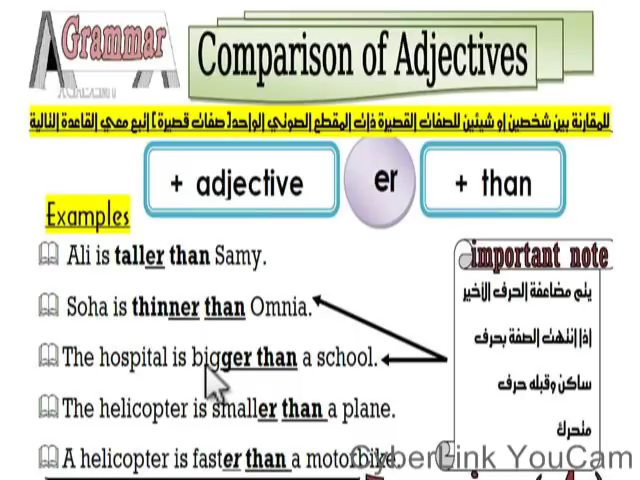 Grammar
Comparison of Adjectives
للمقارنة بين شخصين او شيئين للصفات القصيرة ذات المقطع الصوتي الواحد[ صفات قصيرة ] اتبع معي القاعدة التالية
+ adjective er + than
Examples
Ali is taller than Samy.
Soha is thinner than Omnia.
The hospital is bigger than a school.
The helicopter is smaller than a plane.
A helicopter is faster than a motorbike.
important note
يتم مضاعفة الحرف الاخير
إذا إنتهت الصفة بحرف
ساكن وقبله حرف
متحرك
CyberLink YouCam